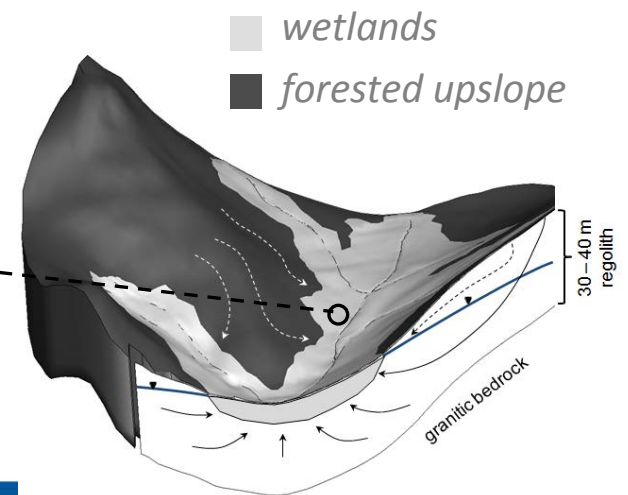 wetlands
forested upslope
30 – 40 m
regolith
granitic bedrock